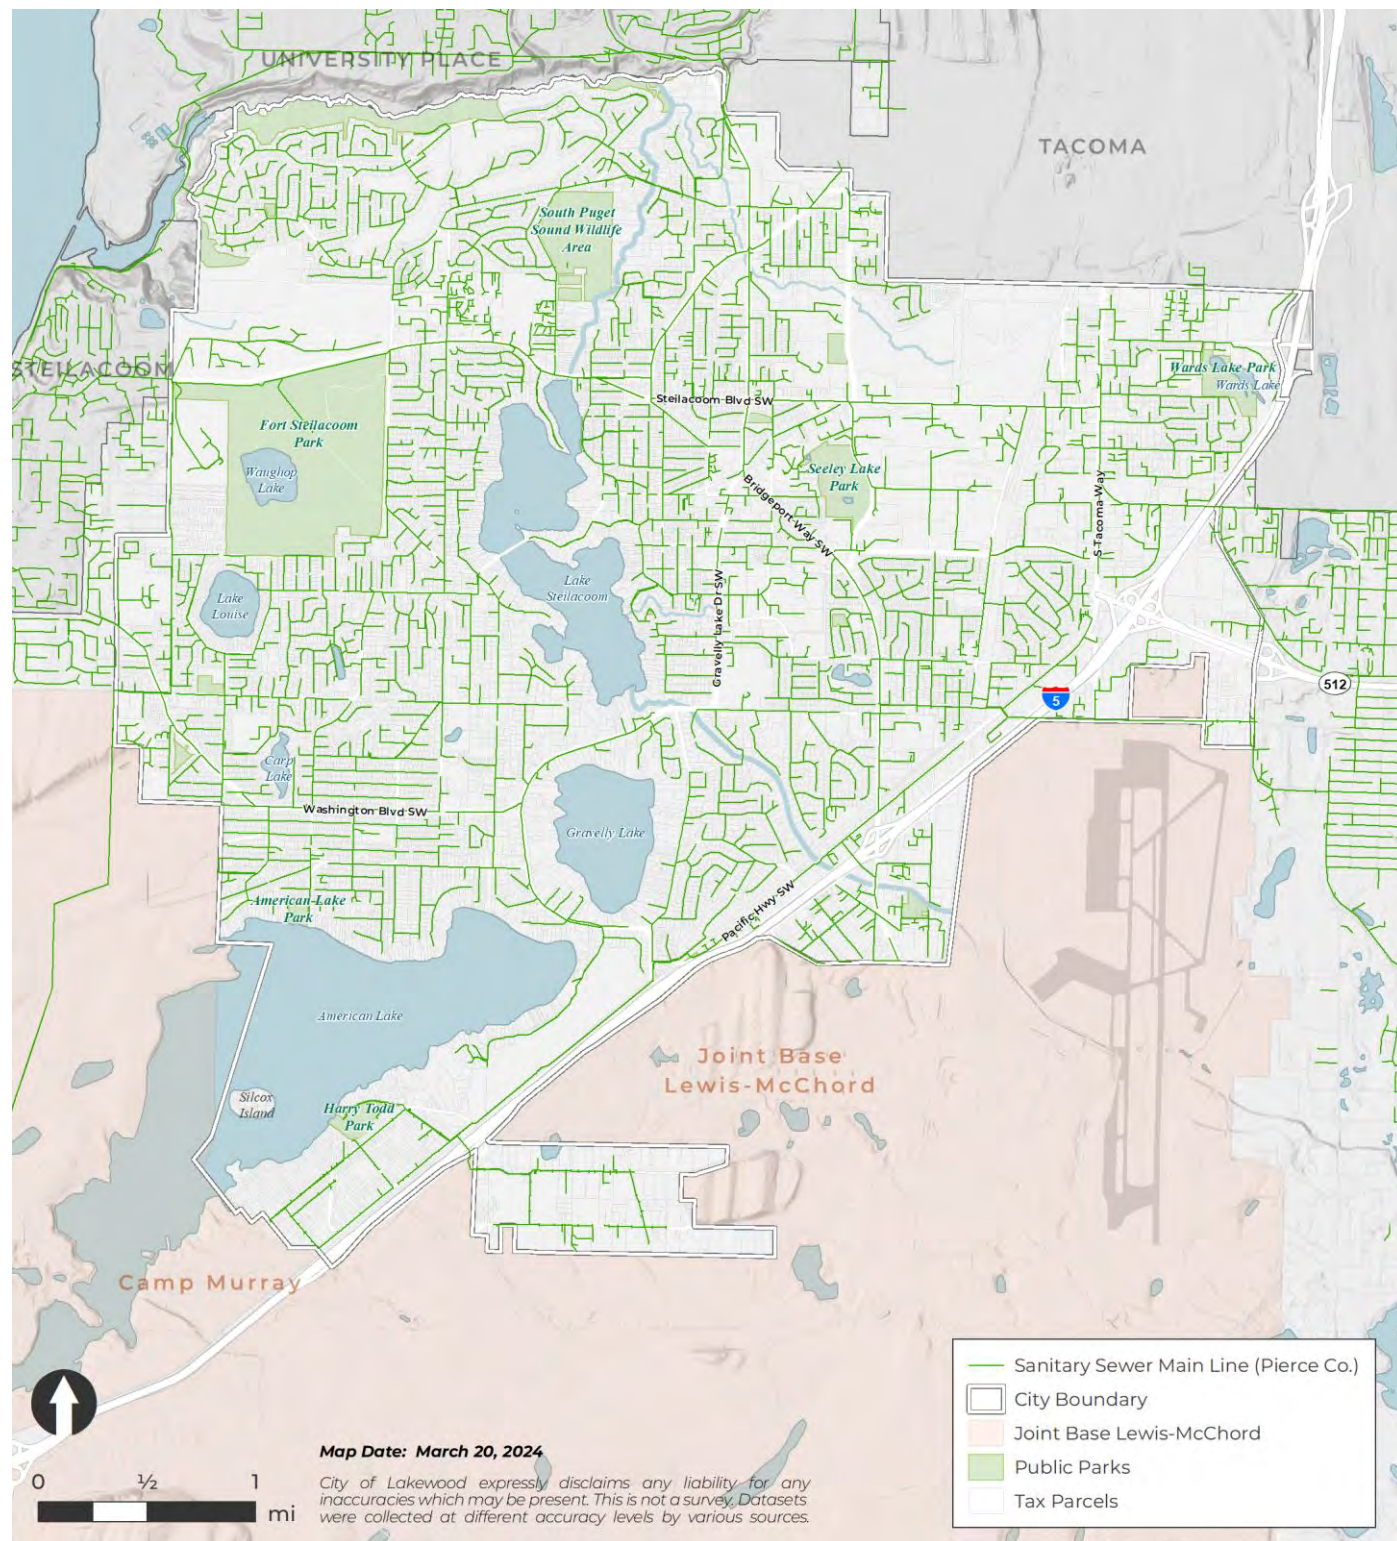 UNIVERSITY PLACE
TACOMA
South Puget
Sound Wildlife
Area
STEILACOOM
Wards Lake Park
Wards Lake
Steilacoom Blvd SW
Fort Steilacoom
Park
Waughop
Lake
Seeley Lake
Park
Bridgeport Way SW
S Tacoma Way
Lake
Steilacoom
Lake
Louise
Gravelly Lake Dr SW
512
5
Carp
Lake
Washington Blvd SW
Gravelly Lake
American Lake
Park
Pacific Hwy SW
American Lake
Joint Base
Lewis-McChord
Silcox
Island
Harry Todd
Park
Camp Murray
Sanitary Sewer Main Line (Pierce Co.)
City Boundary
Joint Base Lewis-McChord
Public Parks
Tax Parcels
Map Date: March 20, 2024
City of Lakewood expressly disclaims any liability for any
inaccuracies which may be present. This is not a survey. Datasets
were collected at different accuracy levels by various sources.
0 ½ 1
mi